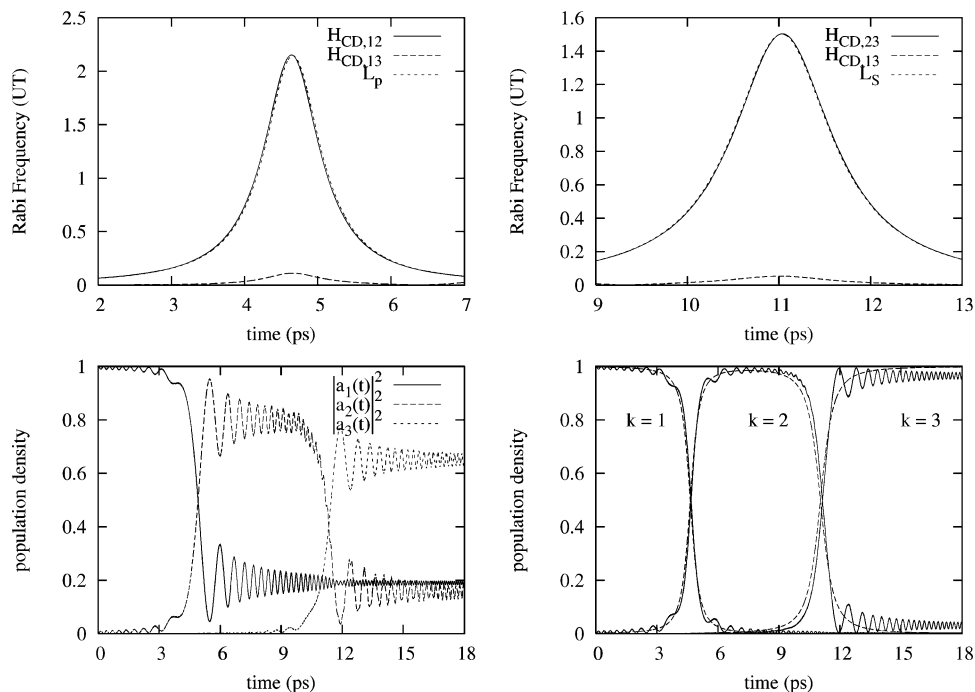 2.5
2
1.5
1
0.5
0
2 3 4 5 6 7
Rabi Frequency (UT)
time (ps)
H_CD,12
H_CD,13
L_p
1.6
1.4
1.2
1
0.8
0.6
0.4
0.2
0
9 10 11 12 13
Rabi Frequency (UT)
time (ps)
H_CD,23
H_CD,13
L_S
1
0.8
0.6
0.4
0.2
0
0 3 6 9 12 15 18
population density
time (ps)
|a_1(t)|^2
|a_2(t)|^2
|a_3(t)|^2
1
0.8
0.6
0.4
0.2
0
0 3 6 9 12 15 18
population density
time (ps)
k = 1
k = 2
k = 3